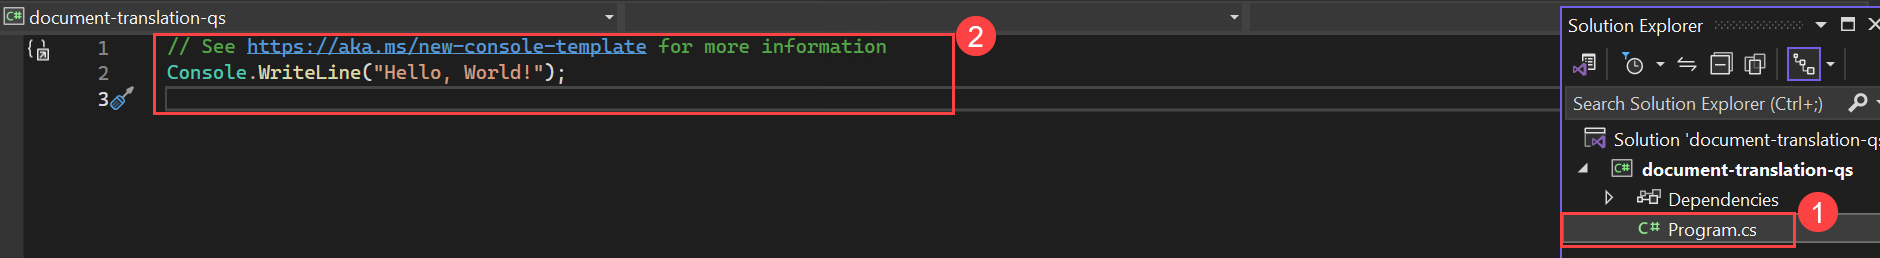 C# document-translation-qs
1 // See https://aka.ms/new-console-template for more information
2 Console.WriteLine("Hello, World!");
3
2
Solution Explorer
Search Solution Explorer (Ctrl+;)
Solution 'document-translation-qs
C# document-translation-qs
Dependencies
C# Program.cs
1